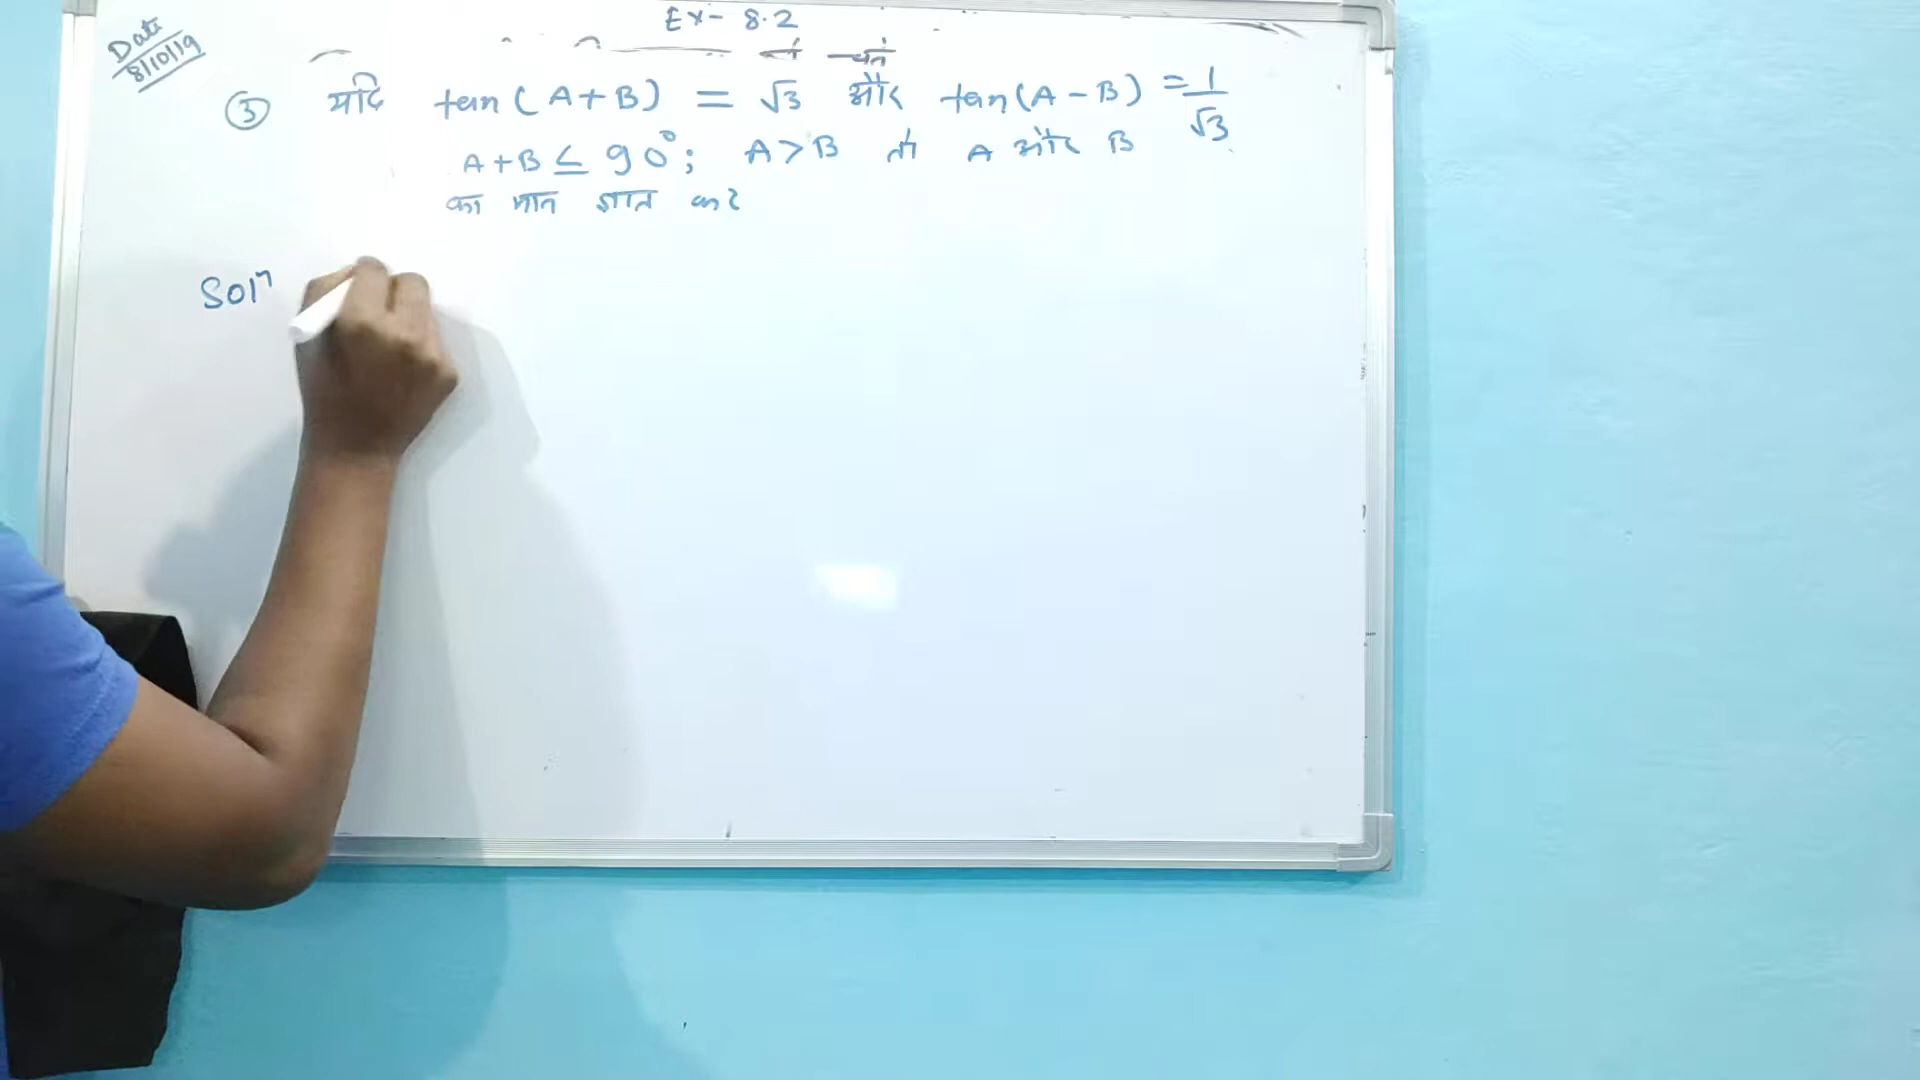 Ex- 8.2
Date
8/10/19
③ यदि tan(A+B) = √3 और tan(A-B) = 1/√3
A+B ≤ 90°; A>B तो A और B
का मान ज्ञात करें
Solⁿ